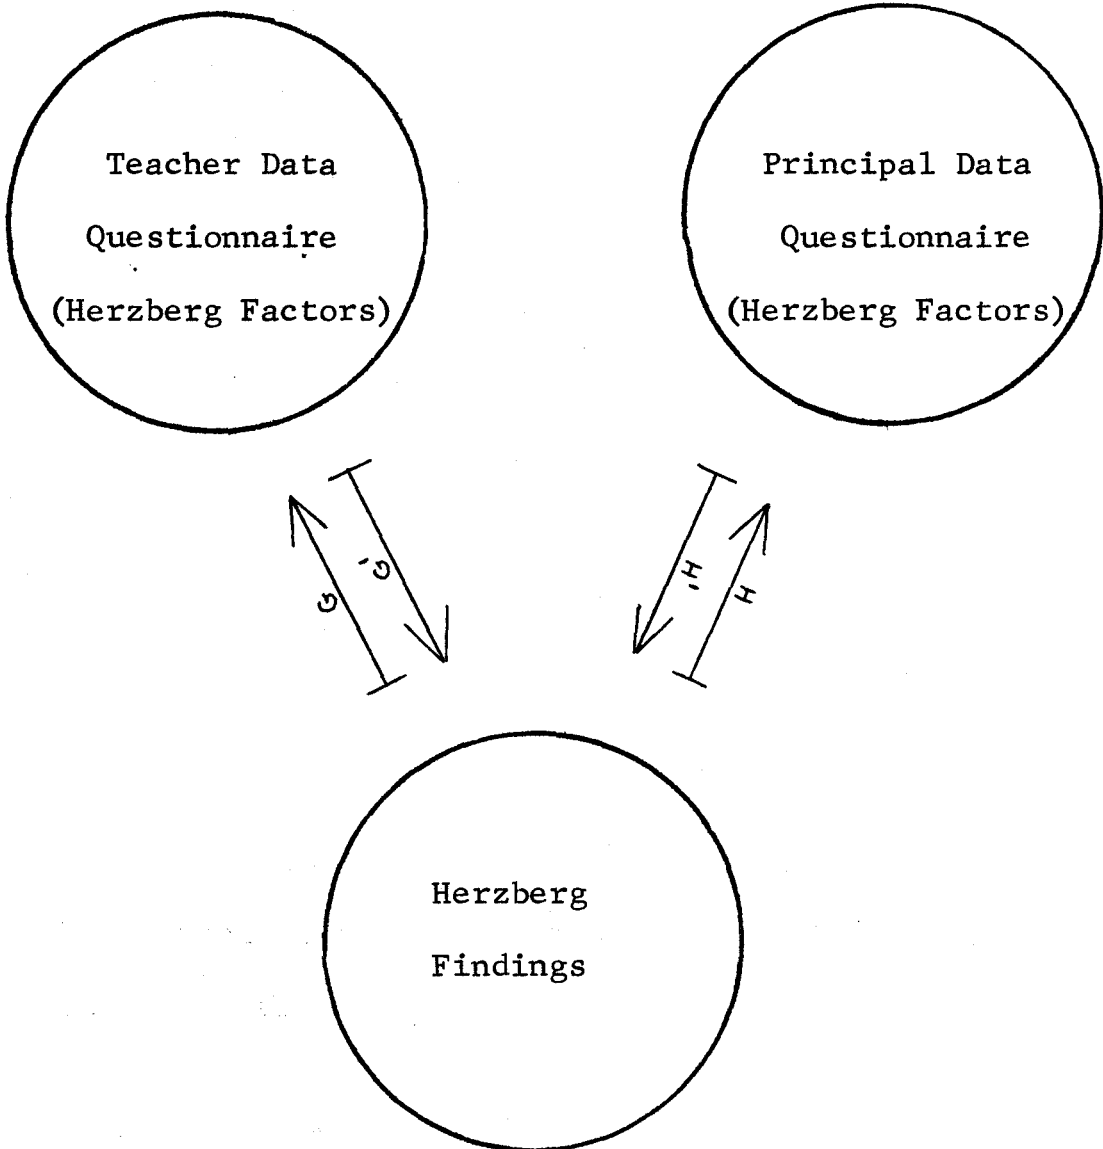 Teacher Data
Questionnaire
(Herzberg Factors)
Principal Data
Questionnaire
(Herzberg Factors)
G
G'
H'
H
Herzberg
Findings